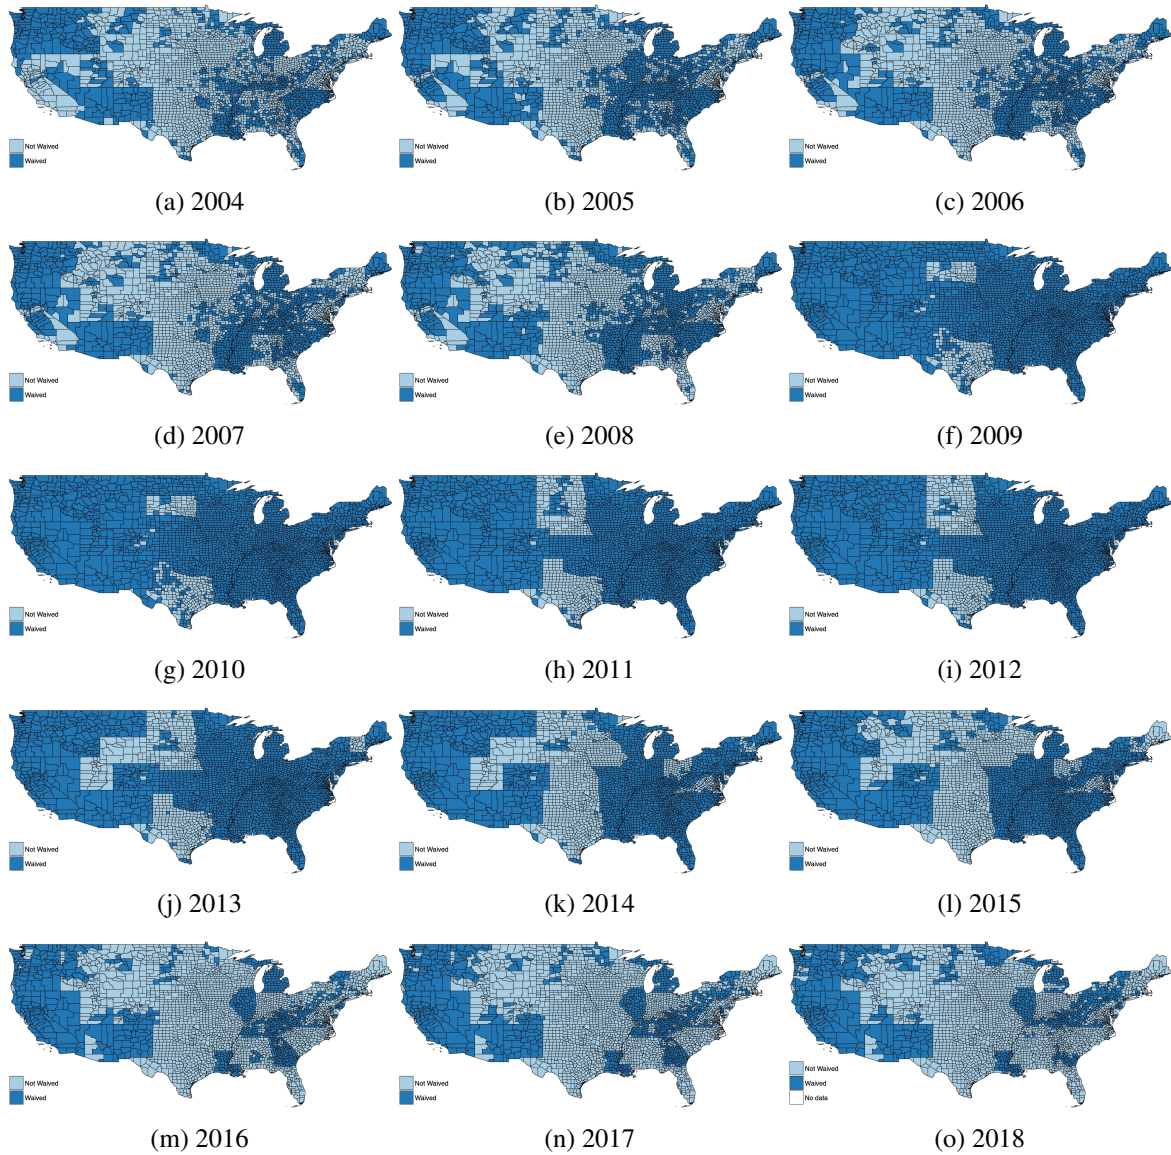 Not Waived
Waived
Not Waived
Waived
Not Waived
Waived
(a) 2004
(b) 2005
(c) 2006
Not Waived
Waived
Not Waived
Waived
Not Waived
Waived
(d) 2007
(e) 2008
(f) 2009
Not Waived
Waived
Not Waived
Waived
Not Waived
Waived
(g) 2010
(h) 2011
(i) 2012
Not Waived
Waived
Not Waived
Waived
Not Waived
Waived
(j) 2013
(k) 2014
(l) 2015
Not Waived
Waived
Not Waived
Waived
Not Waived
Waived
No data
(m) 2016
(n) 2017
(o) 2018